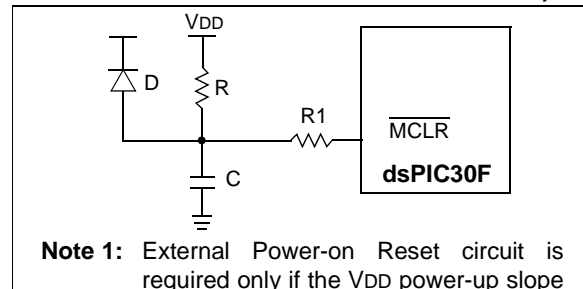 VDD
D
R
R1
MCLR
C
dsPIC30F
Note 1: External Power-on Reset circuit is
required only if the VDD power-up slope